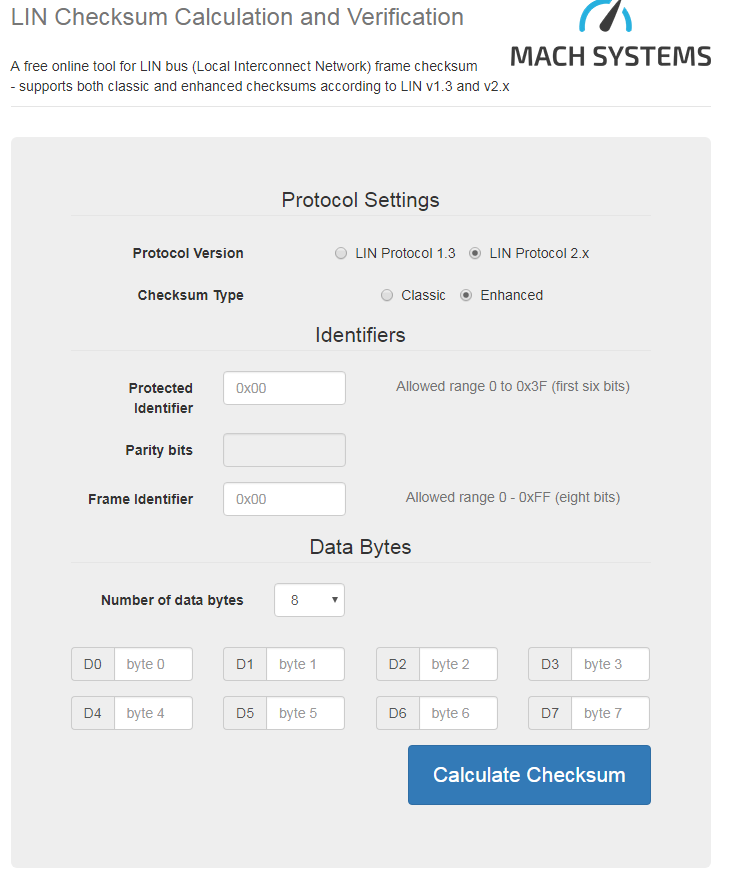 LIN Checksum Calculation and Verification
MACH SYSTEMS
A free online tool for LIN bus (Local Interconnect Network) frame checksum
- supports both classic and enhanced checksums according to LIN v1.3 and v2.x
Protocol Settings
Protocol Version LIN Protocol 1.3 LIN Protocol 2.x
Checksum Type Classic Enhanced
Identifiers
Protected Identifier 0x00 Allowed range 0 to 0x3F (first six bits)
Parity bits
Frame Identifier 0x00 Allowed range 0 - 0xFF (eight bits)
Data Bytes
Number of data bytes 8
D0 byte 0 D1 byte 1 D2 byte 2 D3 byte 3
D4 byte 4 D5 byte 5 D6 byte 6 D7 byte 7
Calculate Checksum